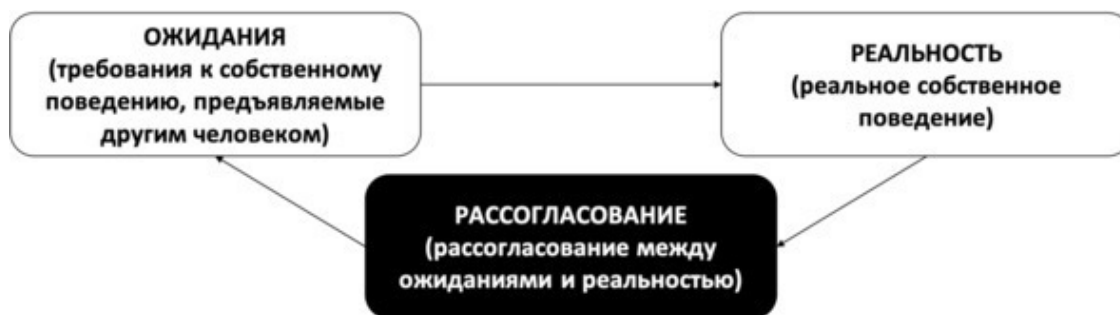 ОЖИДАНИЯ
(требования к собственному
поведению, предъявляемые
другим человеком)
РЕАЛЬНОСТЬ
(реальное собственное
поведение)
РАССОГЛАСОВАНИЕ
(рассогласование между
ожиданиями и реальностью)